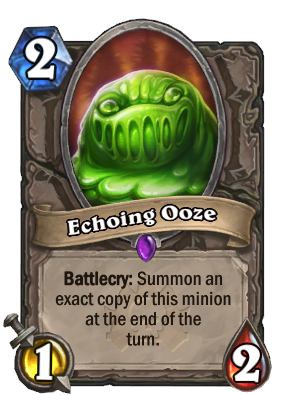 2
Echoing Ooze
Battlecry: Summon an
exact copy of this minion
at the end of the
turn.
1
2